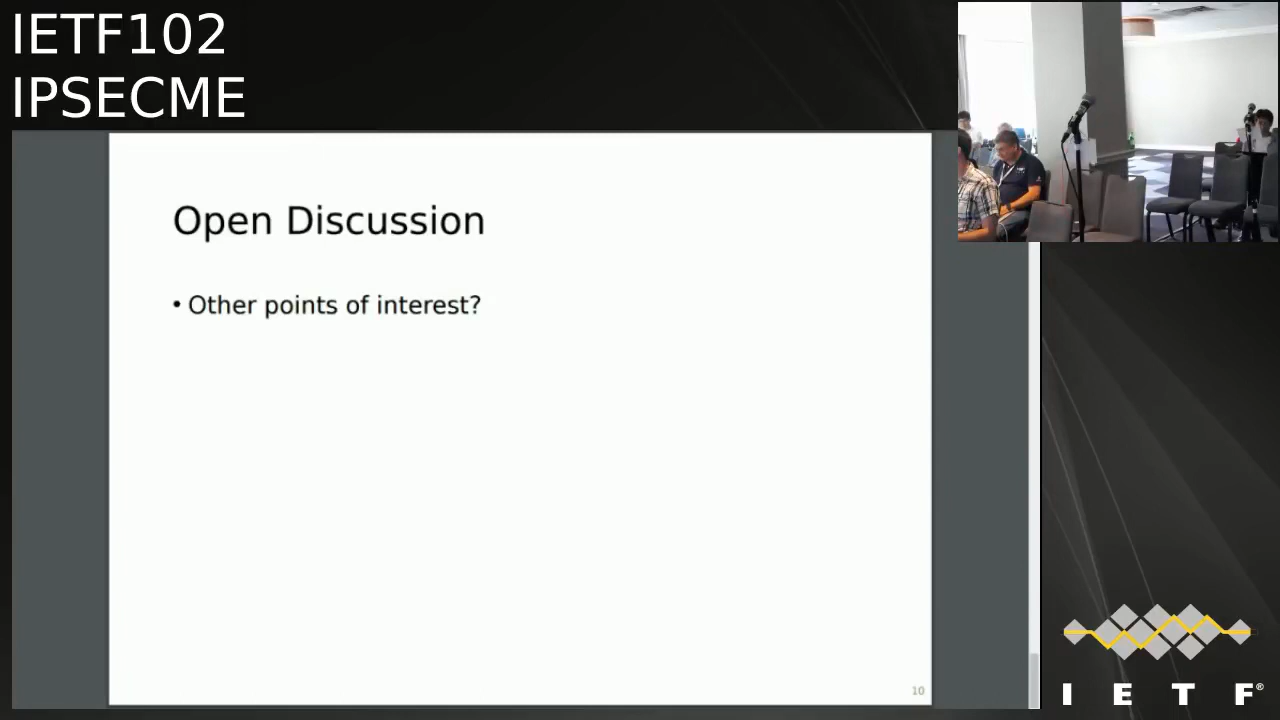 IETF102
IPSECME
Open Discussion
• Other points of interest?
10
I E T F®